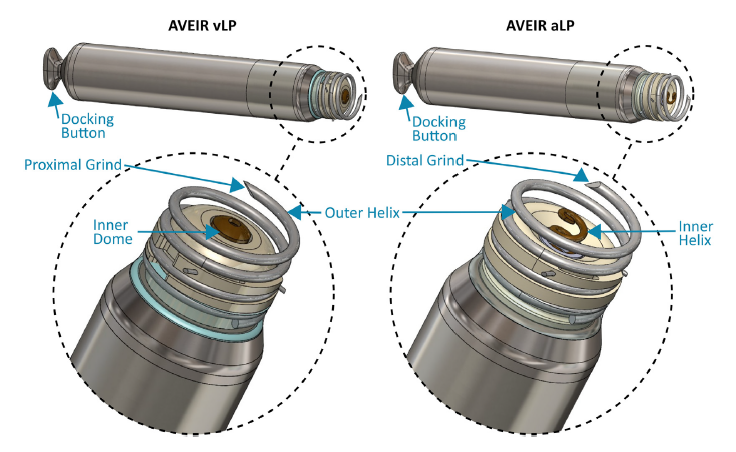 AVEIR vLP
AVEIR aLP
Docking
Button
Docking
Button
Proximal Grind
Distal Grind
Inner
Dome
Outer Helix
Inner
Helix